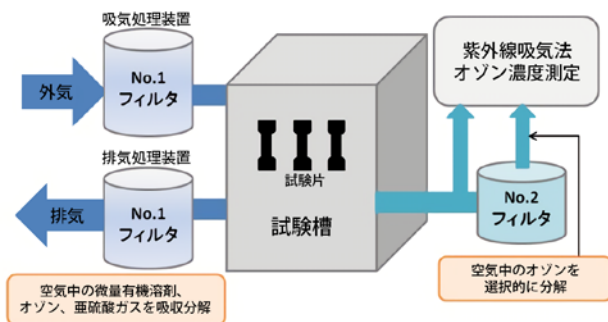 吸気処理装置
No.1
フィルタ
外気
排気処理装置
No.1
フィルタ
排気
空気中の微量有機溶剤、
オゾン、亜硫酸ガスを吸収分解
試験片
試験槽
紫外線吸気法
オゾン濃度測定
No.2
フィルタ
空気中のオゾンを
選択的に分解